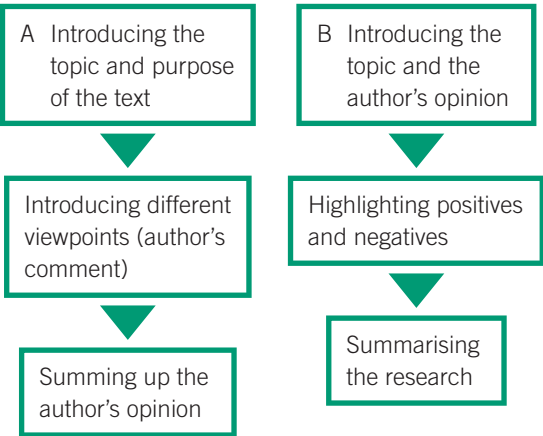 A Introducing the
topic and purpose
of the text
Introducing different
viewpoints (author’s
comment)
Summing up the
author’s opinion
B Introducing the
topic and the
author’s opinion
Highlighting positives
and negatives
Summarising
the research